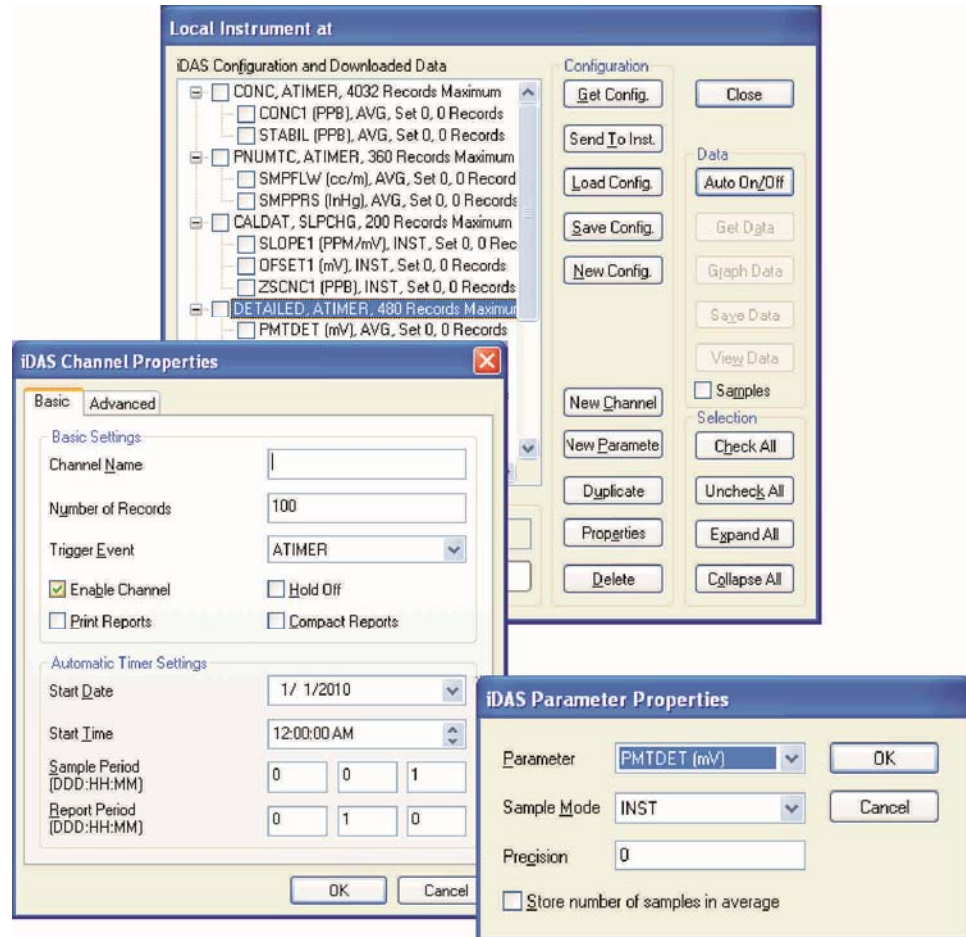 Local Instrument at
iDAS Configuration and Downloaded Data
CONC, ATIMER, 4032 Records Maximum
CONC1 (PPB), AVG, Set 0, 0 Records
STABIL (PPB), AVG, Set 0, 0 Records
PNUMTC, ATIMER, 360 Records Maximum
SMPFLW (cc/m), AVG, Set 0, 0 Record
SMPPRS (InHg), AVG, Set 0, 0 Records
CALDAT, SLPCHG, 200 Records Maximum
SLOPE1 (PPM/mV), INST, Set 0, 0 Rec
OFSET1 (mV), INST, Set 0, 0 Records
ZSCNC1 (PPB), INST, Set 0, 0 Records
DETAILED, ATIMER, 480 Records Maximur
PMTDET (mV), AVG, Set 0, 0 Records
Configuration
Get Config.
Send To Inst.
Load Config.
Save Config.
New Config.
New Channel
New Paramete
Duplicate
Properties
Delete
Close
Data
Auto On/Off
Get Data
Graph Data
Save Data
View Data
Samples
Selection
Check All
Uncheck All
Expand All
Collapse All
iDAS Channel Properties
Basic
Advanced
Basic Settings
Channel Name
Number of Records 100
Trigger Event ATIMER
Enable Channel Hold Off
Print Reports Compact Reports
Automatic Timer Settings
Start Date 1/ 1/2010
Start Time 12:00:00 AM
Sample Period
(DDD:HH:MM) 0 0 1
Report Period
(DDD:HH:MM) 0 1 0
OK Cancel
iDAS Parameter Properties
Parameter PMTDET (mV) OK
Sample Mode INST Cancel
Precision 0
Store number of samples in average